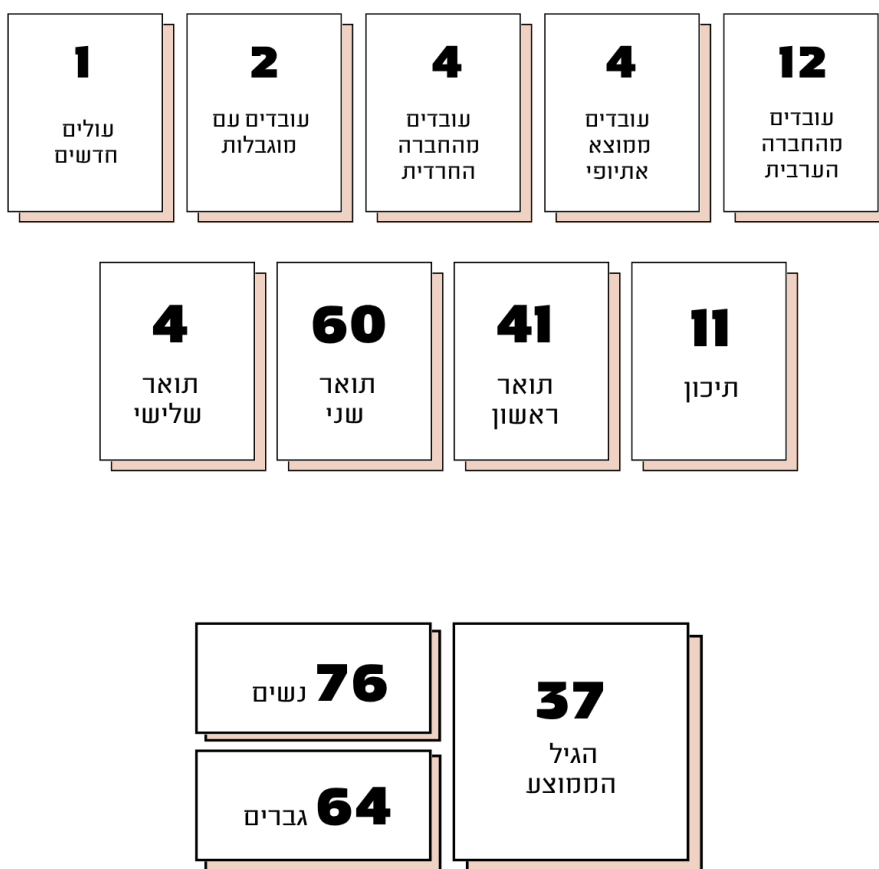 12
עובדים
מהחברה
הערבית
4
עובדים
ממוצא
אתיופי
4
עובדים
מהחברה
החרדית
2
עובדים עם
מוגבלות
1
עולים
חדשים
11
תיכון
41
תואר
ראשון
60
תואר
שני
4
תואר
שלישי
37
הגיל
הממוצע
76 נשים
64 גברים